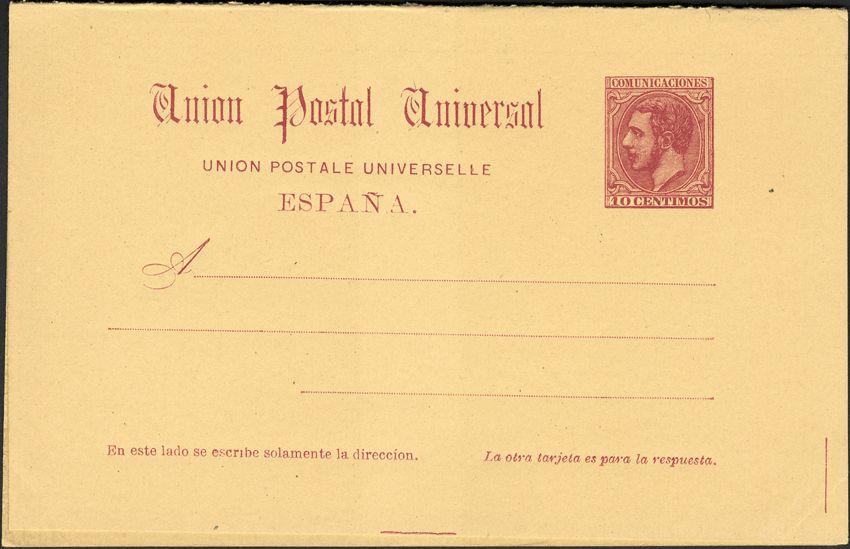 Union Postal Universal
UNION POSTALE UNIVERSELLE
ESPAÑA.
COMUNICACIONES
10 CENTIMOS
A
En este lado se escribe solamente la direccion.
La otra tarjeta es para la respuesta.